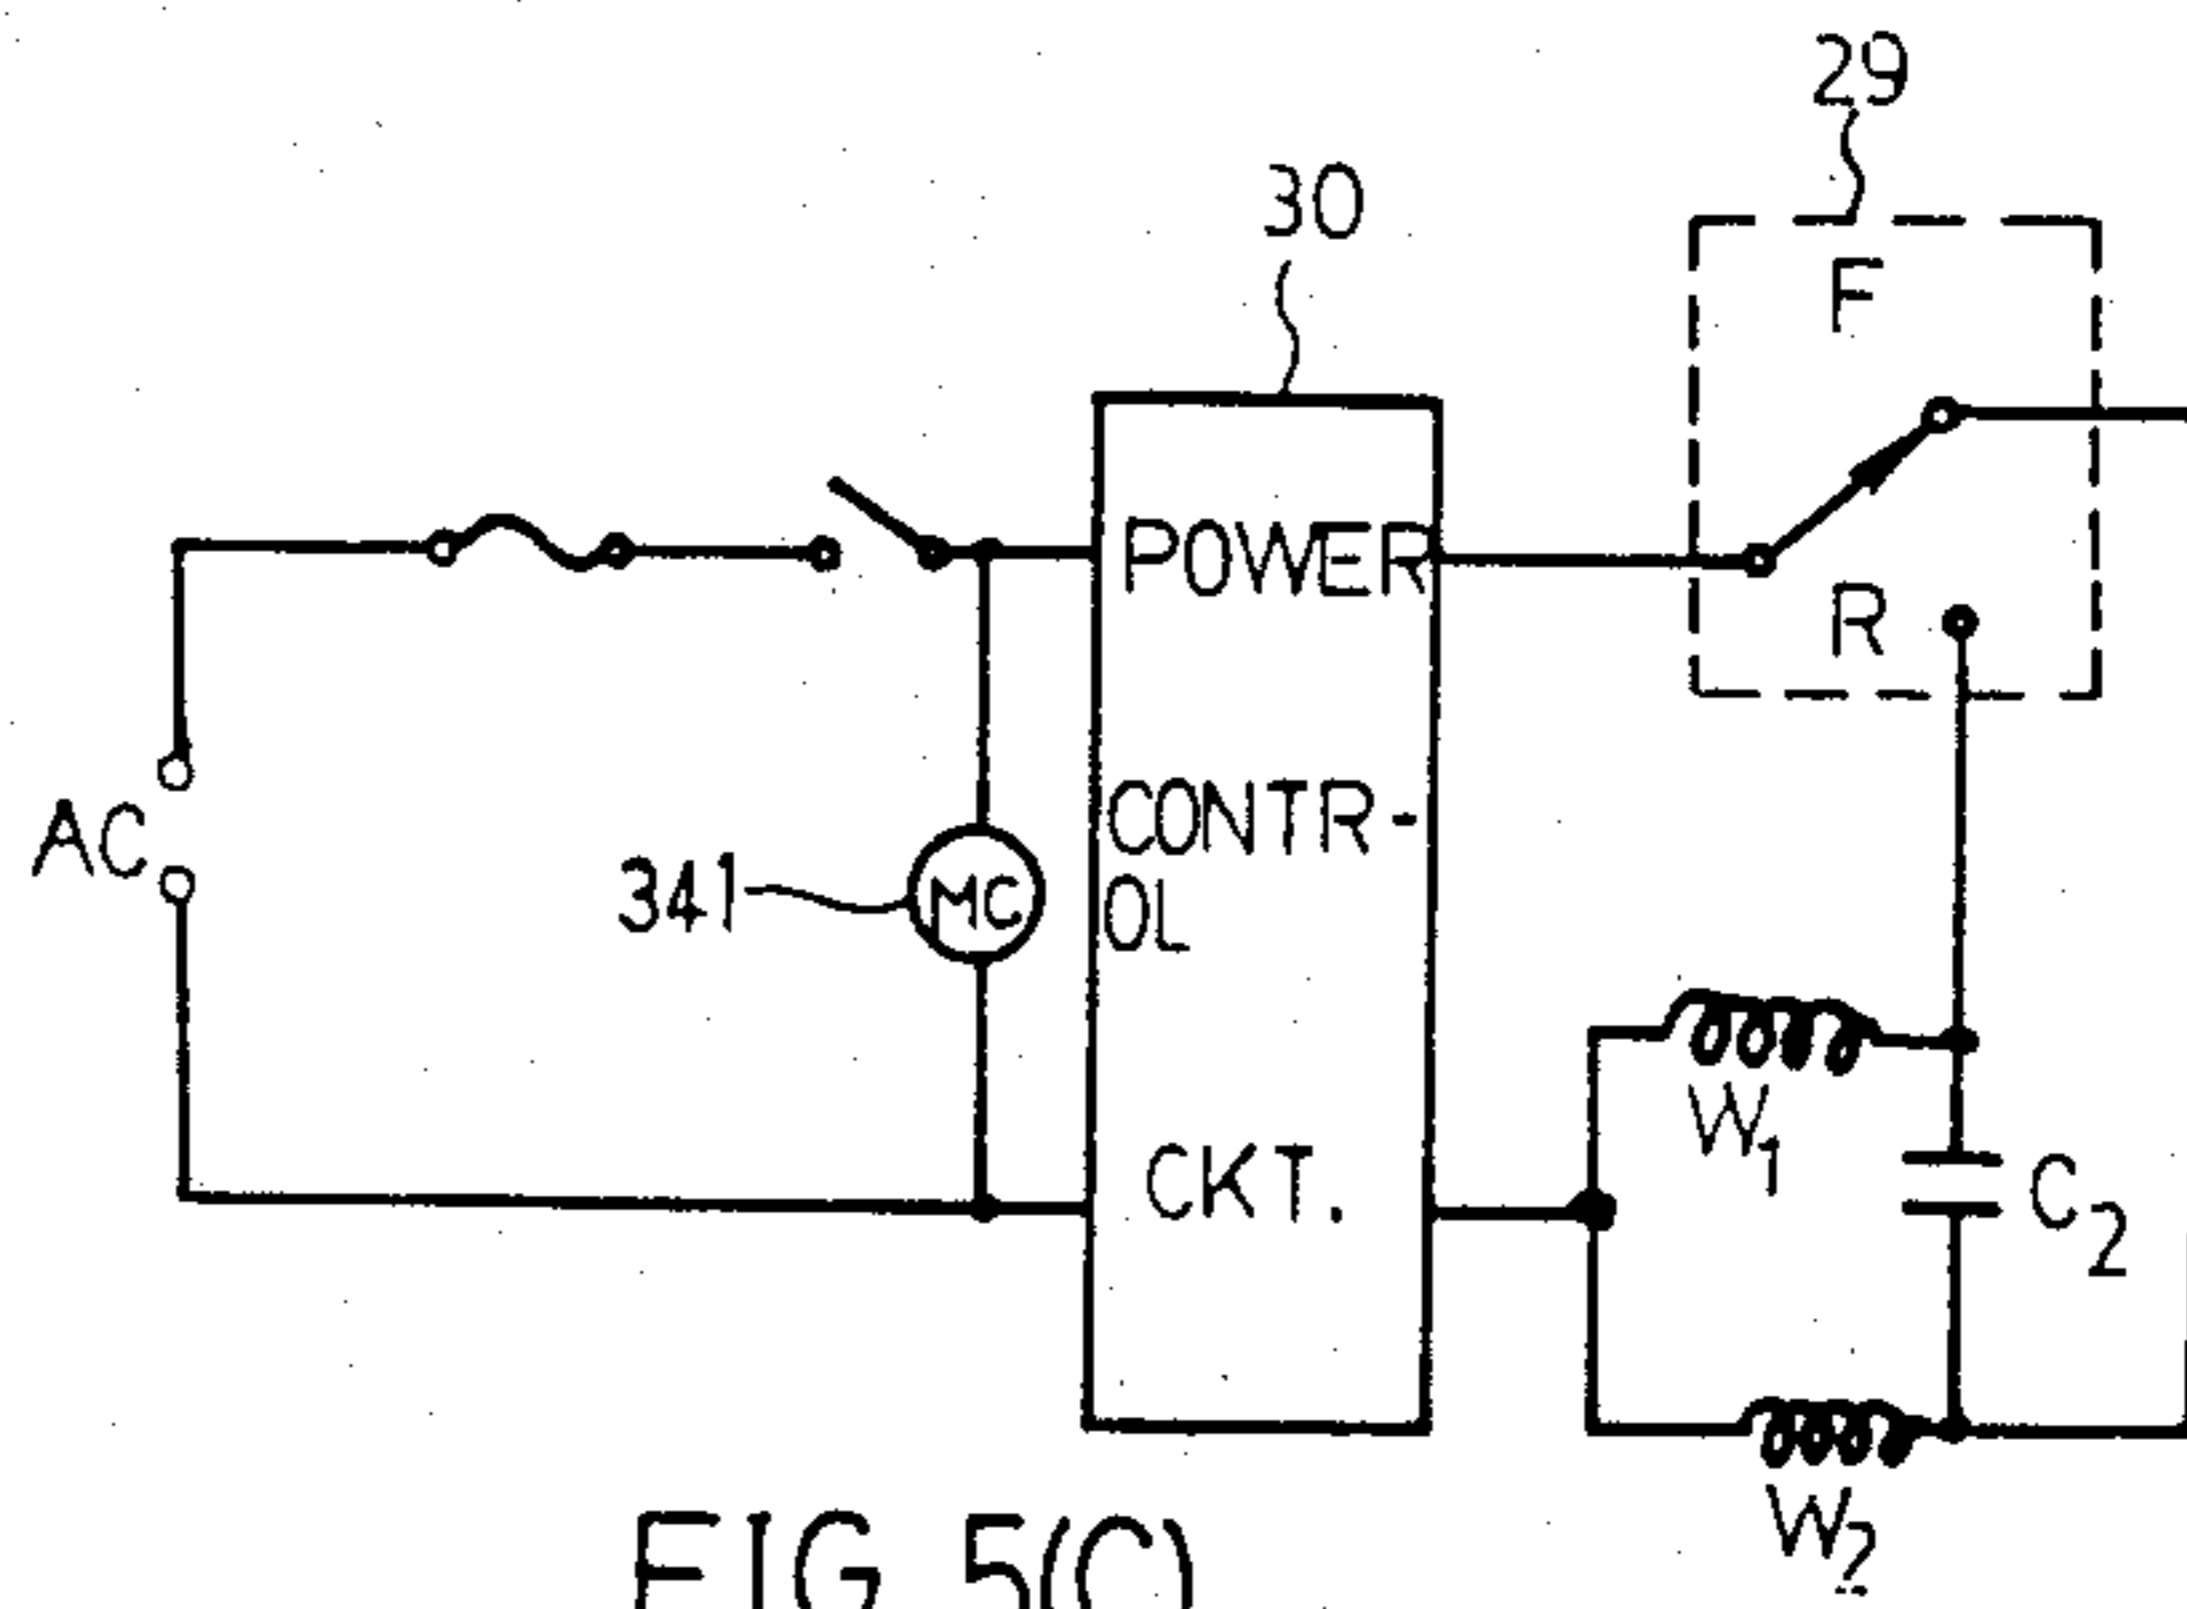 29
30
F
POWER
R
CONTR-
AC
341
MC
OL
W1
CKT.
C2
W2
FIG 5(C)